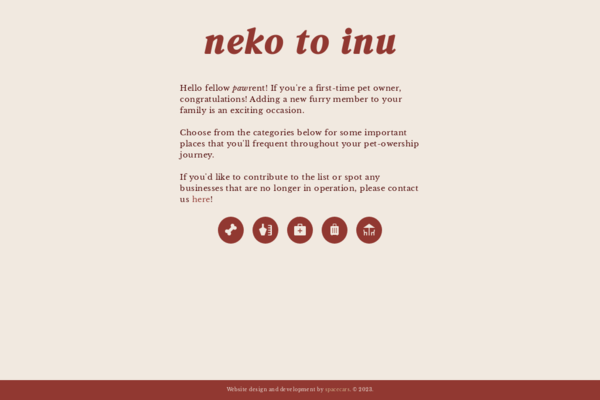 neko to inu
Hello fellow pawrent! If you're a first-time pet owner,
congratulations! Adding a new furry member to your
family is an exciting occasion.
Choose from the categories below for some important
places that you'll frequent throughout your pet-owership
journey.
If you'd like to contribute to the list or spot any
businesses that are no longer in operation, please contact
us here!
Website design and development by spacecars. © 2023.